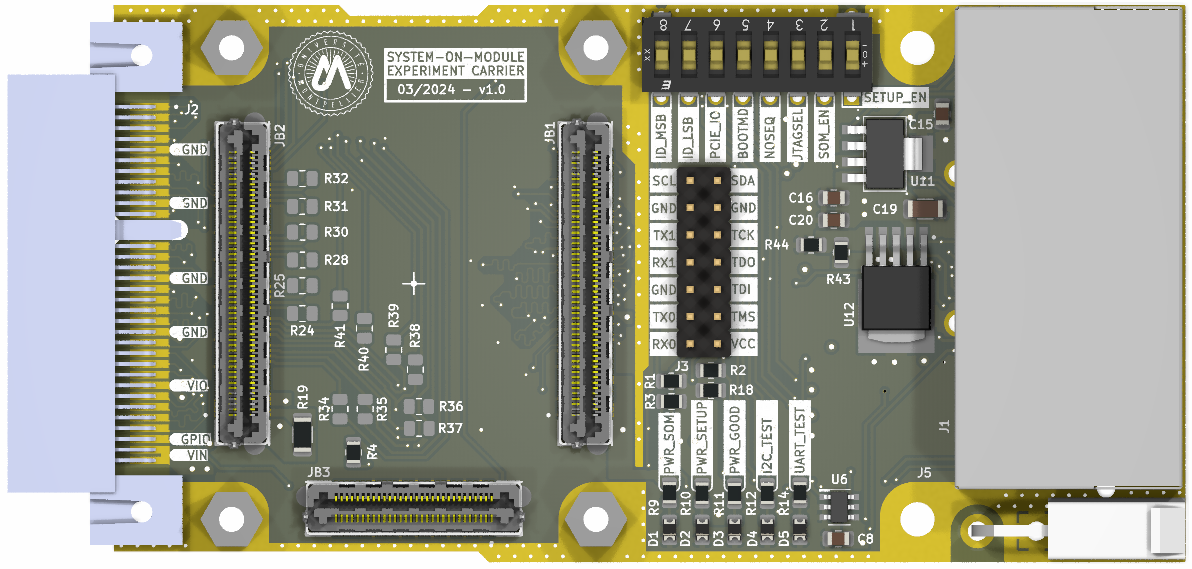 UNIVERSITÉ
MONTPELLIER
SYSTEM-ON-MODULE
EXPERIMENT CARRIER
03/2024 - v1.0
8 7 6 5 4 3 2 1
SETUP_EN
ID_MSB
ID_LSB
PCIE_IO
BOOTMD
NOSEQ
JTAGSEL
SOM_EN
J2
JB2
JB1
GND
GND
GND
GND
VIO
GPIO
VIN
R32
R31
R30
R28
R25
R24
R41
R40
R39
R38
R36
R37
R34
R35
R19
R4
JB3
SCL SDA
GND GND
TX1 TCK
RX1 TDO
GND TDI
TX0 TMS
RX0 VCC
J3
R1
R3
R2
R18
PWR_SOM
PWR_SETUP
PWR_GOOD
I2C_TEST
UART_TEST
R9
R10
R11
R12
R14
D1
D2
D3
D4
D5
U6
C8
C15
U11
C16
C20
C19
R44
R43
U12
J1
J5